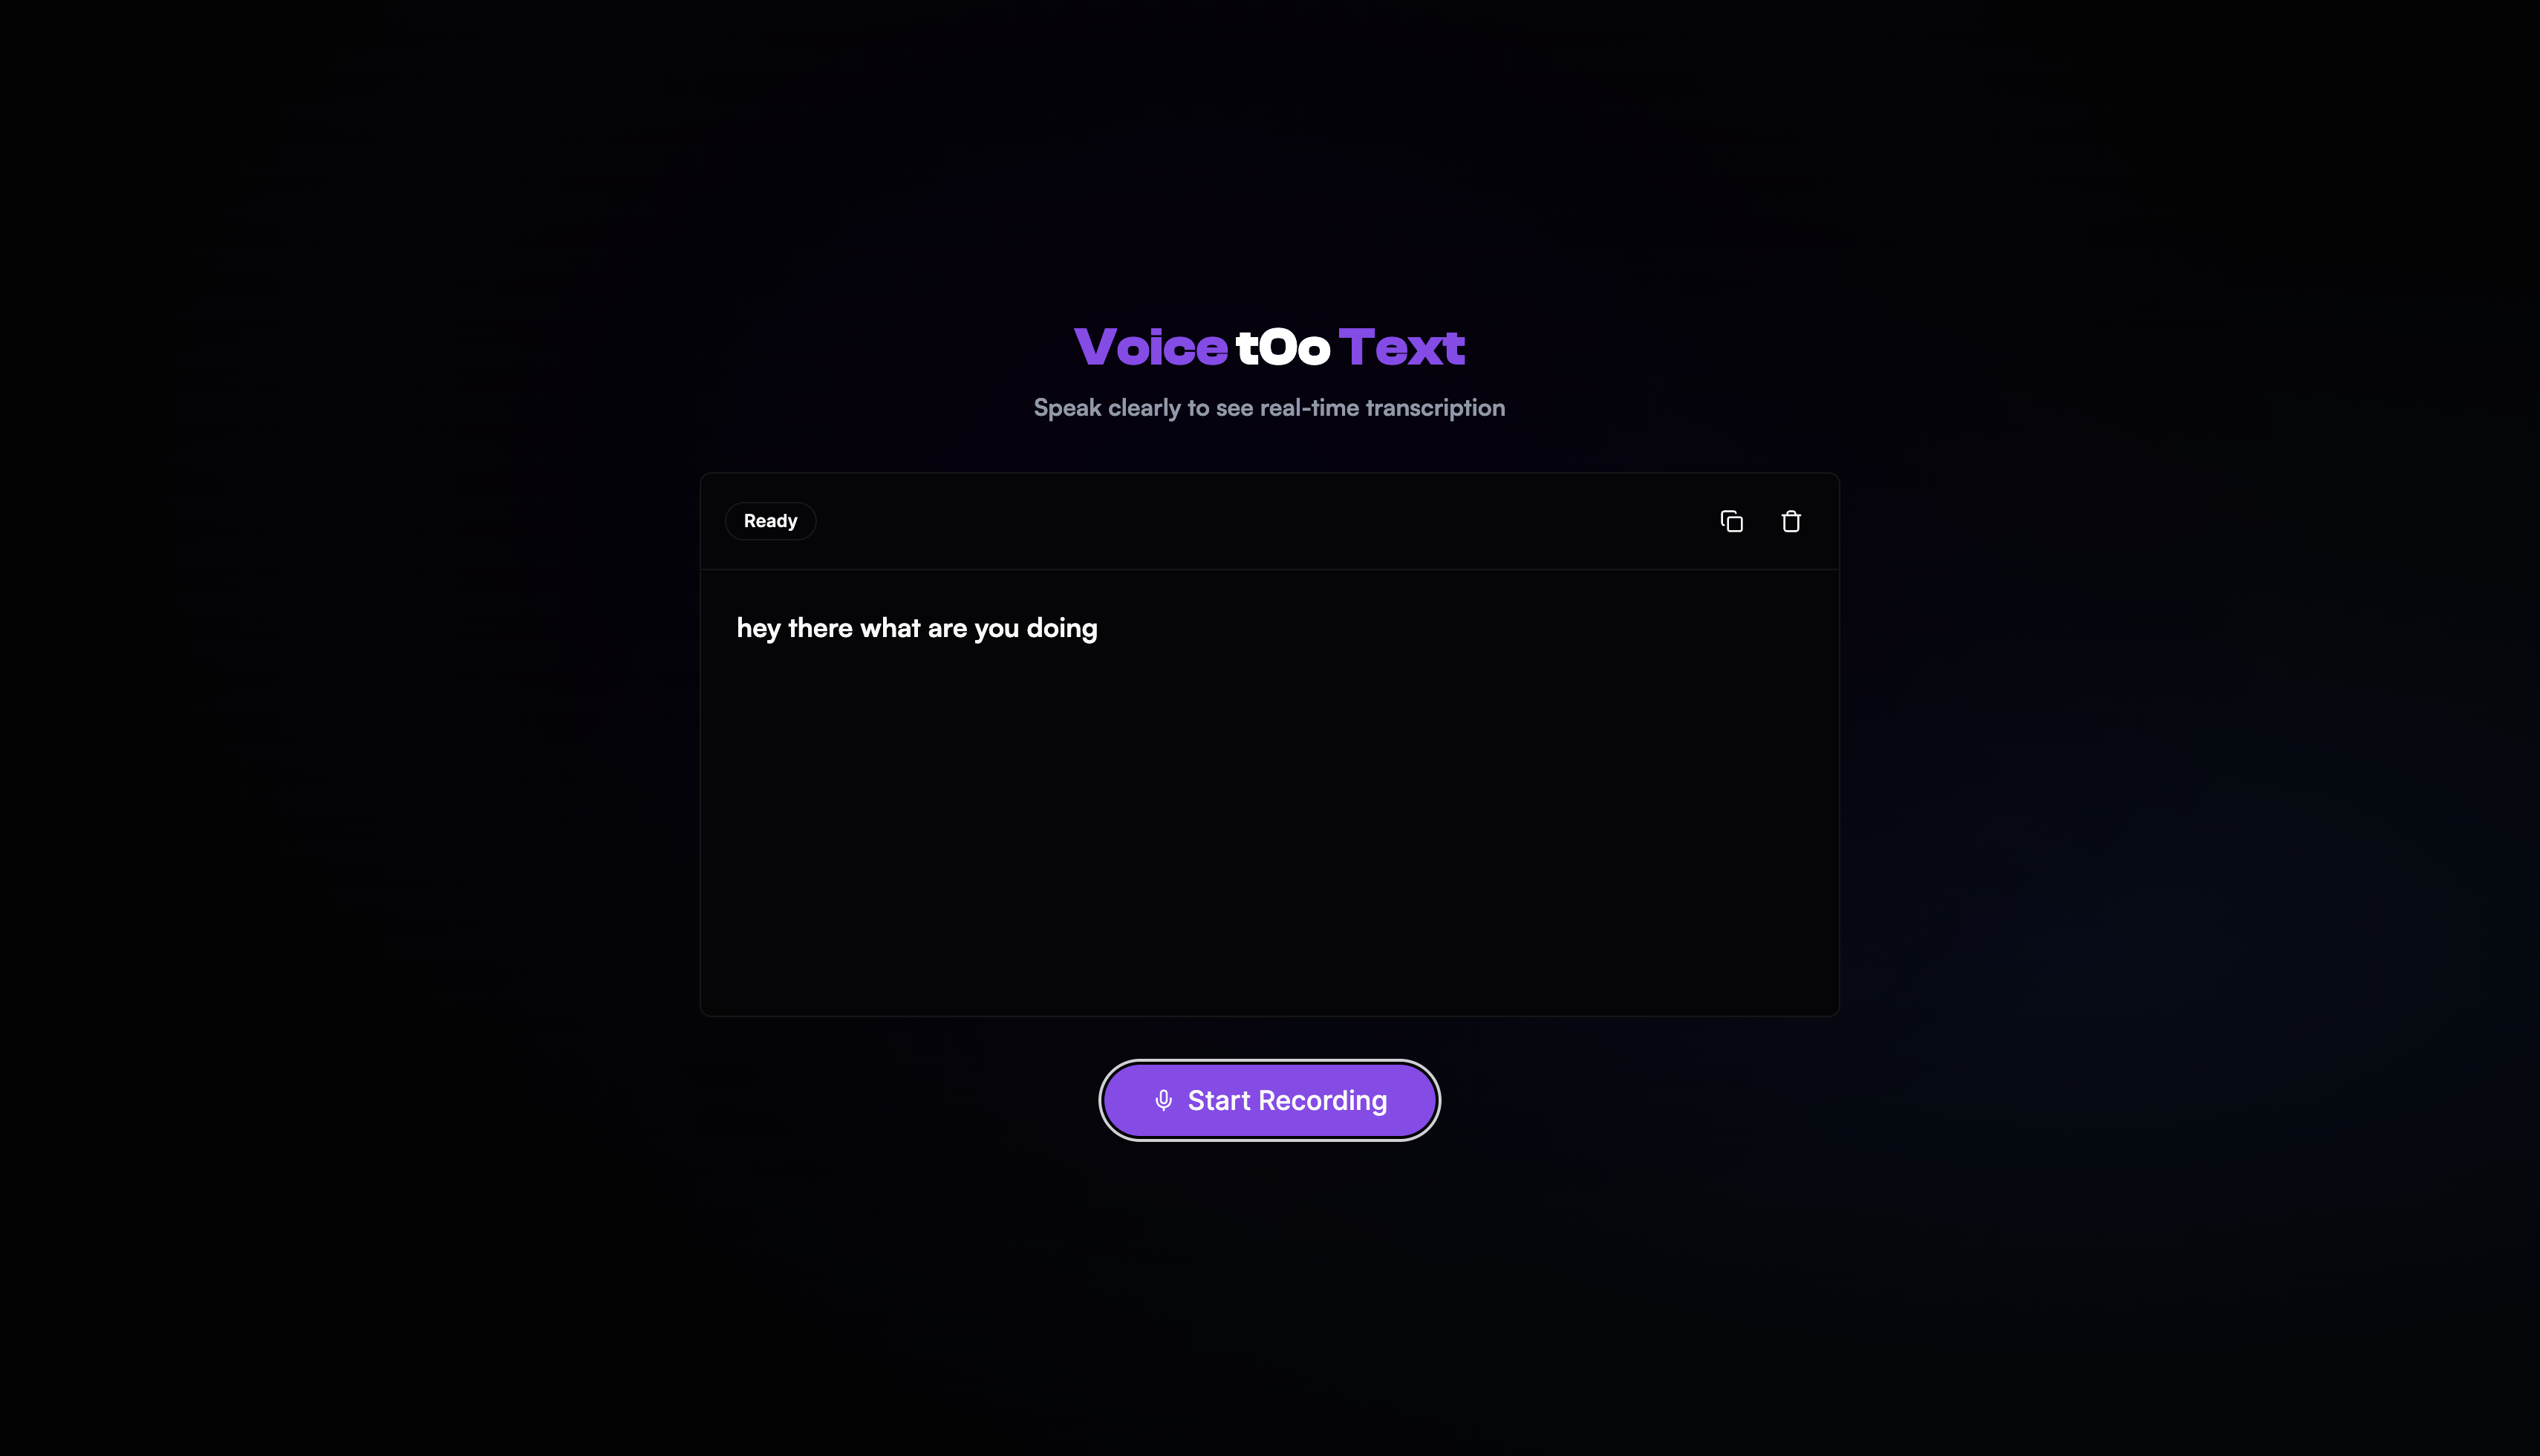 Voice tOo Text
Speak clearly to see real-time transcription
Ready
hey there what are you doing
Start Recording